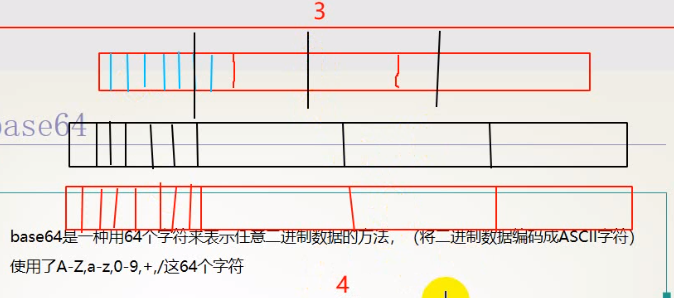 3
base64
base64是一种用64个字符来表示任意二进制数据的方法，（将二进制数据编码成ASCII字符）
使用了A-Z,a-z,0-9,+,/这64个字符
4